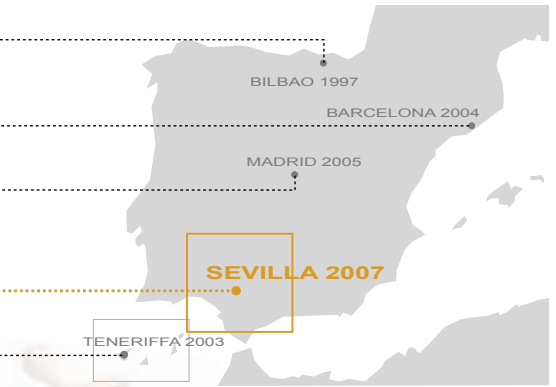 BILBAO 1997
BARCELONA 2004
MADRID 2005
SEVILLA 2007
TENERIFFA 2003